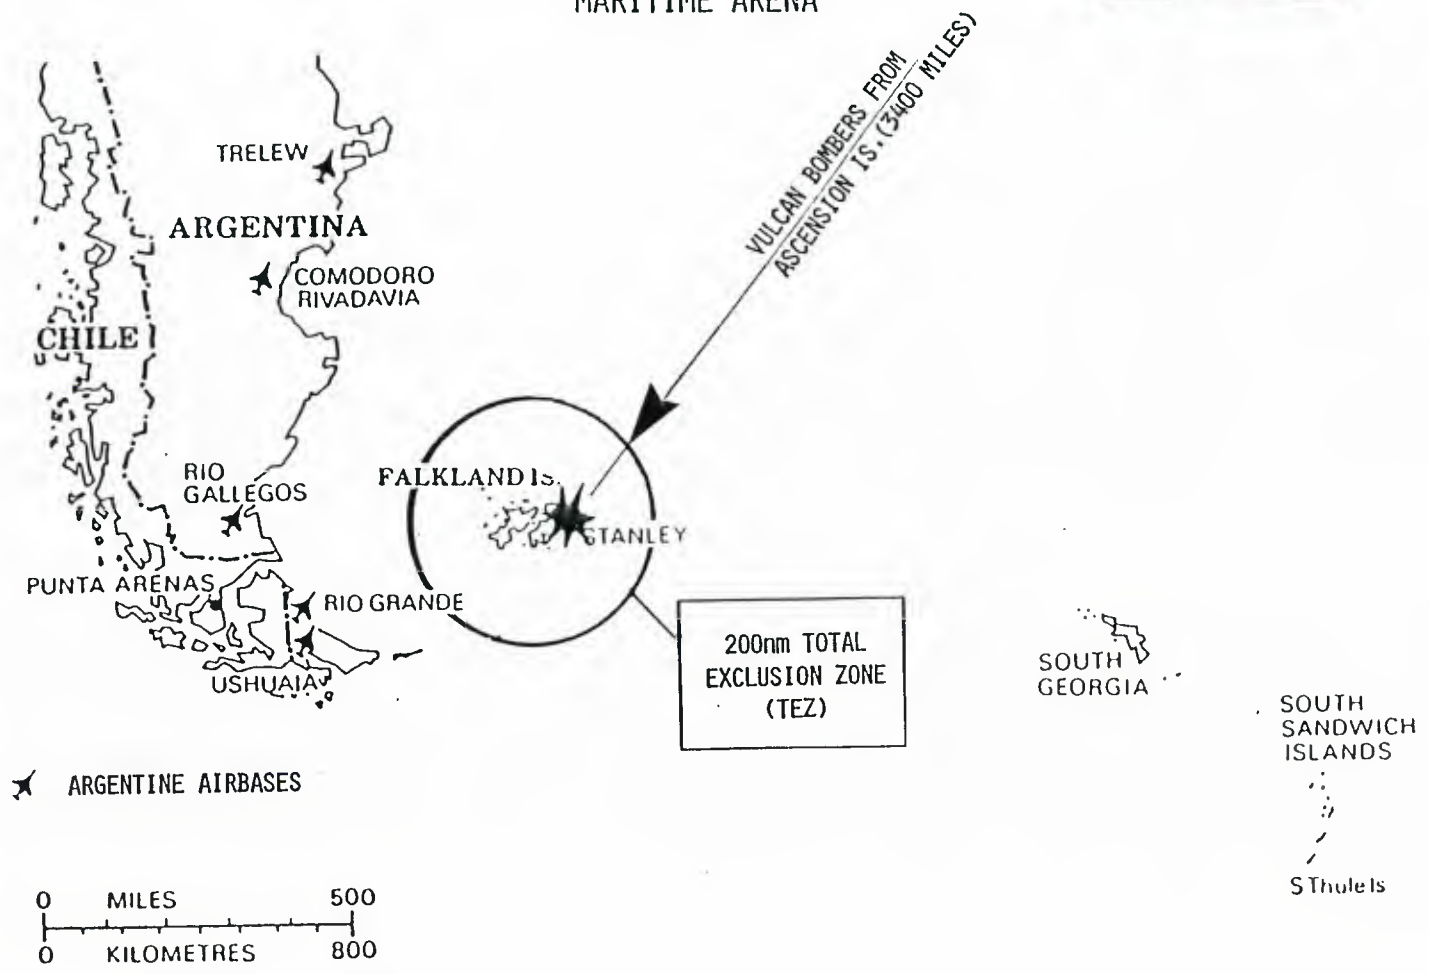 MARITIME ARENA
VULCAN BOMBERS FROM
ASCENSION IS.(3400 MILES)
TRELEW
ARGENTINA
COMODORO
RIVADAVIA
CHILE
RIO
GALLEGOS
FALKLAND Is.
STANLEY
PUNTA ARENAS
RIO GRANDE
USHUAIA
200nm TOTAL
EXCLUSION ZONE
(TEZ)
SOUTH
GEORGIA
SOUTH
SANDWICH
ISLANDS
S Thule Is
ARGENTINE AIRBASES
0 MILES 500
0 KILOMETRES 800